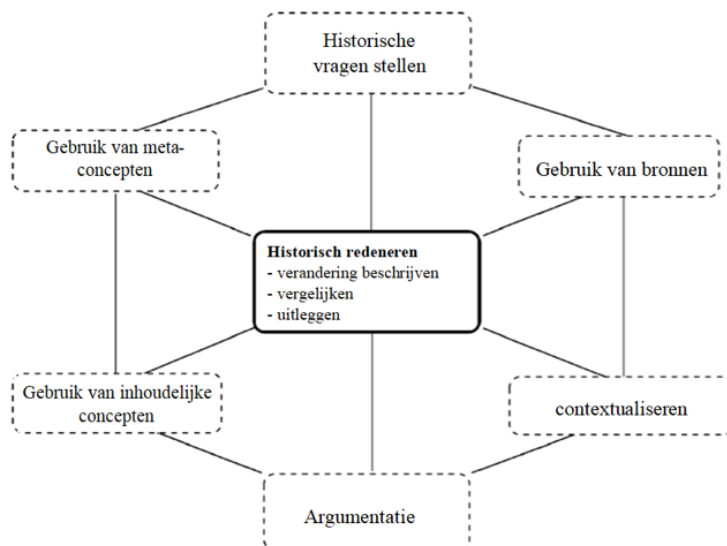 Historische
vragen stellen
Gebruik van meta-
concepten
Gebruik van bronnen
Historisch redeneren
- verandering beschrijven
- vergelijken
- uitleggen
Gebruik van inhoudelijke
concepten
contextualiseren
Argumentatie